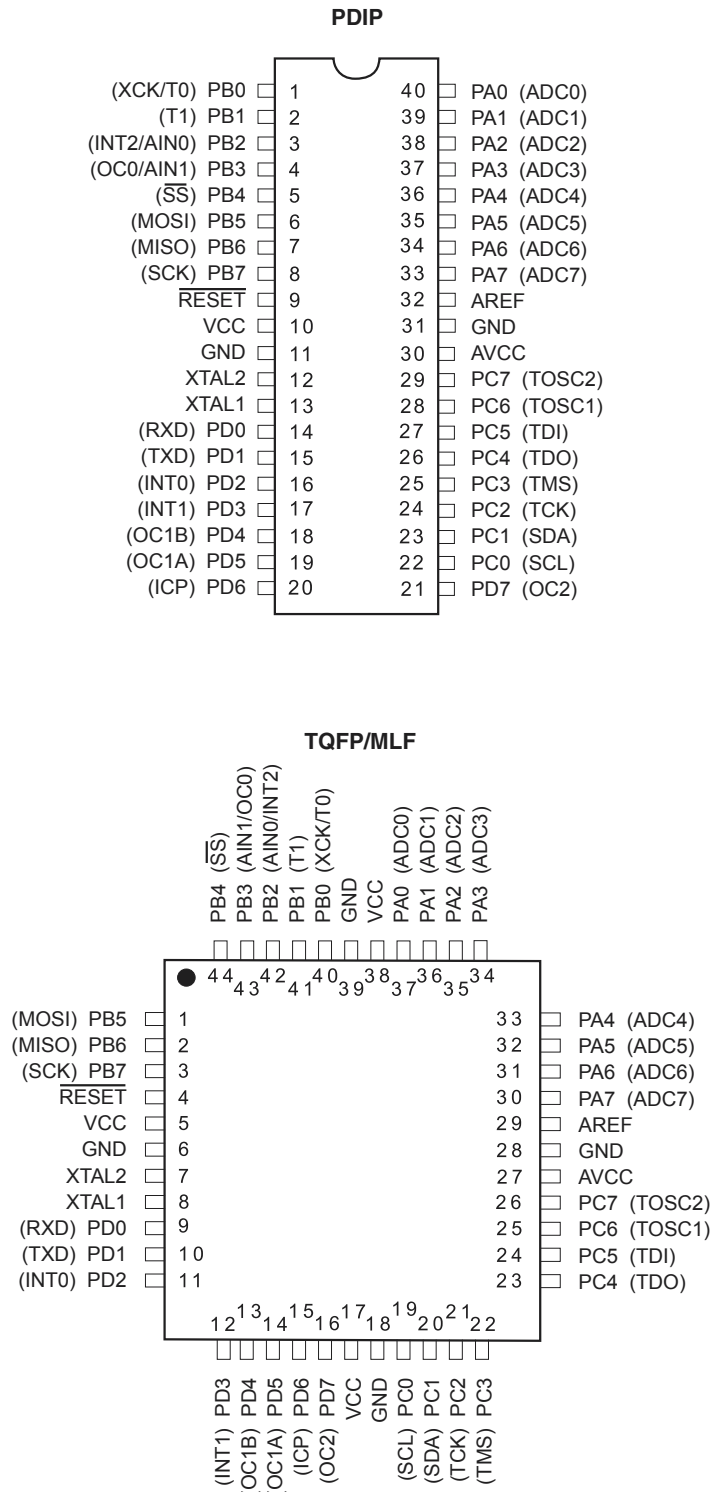 PDIP
(XCK/T0) PB0 1 40 PA0 (ADC0)
(T1) PB1 2 39 PA1 (ADC1)
(INT2/AIN0) PB2 3 38 PA2 (ADC2)
(OC0/AIN1) PB3 4 37 PA3 (ADC3)
(SS) PB4 5 36 PA4 (ADC4)
(MOSI) PB5 6 35 PA5 (ADC5)
(MISO) PB6 7 34 PA6 (ADC6)
(SCK) PB7 8 33 PA7 (ADC7)
RESET 9 32 AREF
VCC 10 31 GND
GND 11 30 AVCC
XTAL2 12 29 PC7 (TOSC2)
XTAL1 13 28 PC6 (TOSC1)
(RXD) PD0 14 27 PC5 (TDI)
(TXD) PD1 15 26 PC4 (TDO)
(INT0) PD2 16 25 PC3 (TMS)
(INT1) PD3 17 24 PC2 (TCK)
(OC1B) PD4 18 23 PC1 (SDA)
(OC1A) PD5 19 22 PC0 (SCL)
(ICP) PD6 20 21 PD7 (OC2)
TQFP/MLF
PB4 (SS)
PB3 (AIN1/OC0)
PB2 (AIN0/INT2)
PB1 (T1)
PB0 (XCK/T0)
GND
VCC
PA0 (ADC0)
PA1 (ADC1)
PA2 (ADC2)
PA3 (ADC3)
44 43 42 41 40 39 38 37 36 35 34
(MOSI) PB5 1 33 PA4 (ADC4)
(MISO) PB6 2 32 PA5 (ADC5)
(SCK) PB7 3 31 PA6 (ADC6)
RESET 4 30 PA7 (ADC7)
VCC 5 29 AREF
GND 6 28 GND
XTAL2 7 27 AVCC
XTAL1 8 26 PC7 (TOSC2)
(RXD) PD0 9 25 PC6 (TOSC1)
(TXD) PD1 10 24 PC5 (TDI)
(INT0) PD2 11 23 PC4 (TDO)
12 13 14 15 16 17 18 19 20 21 22
(INT1) PD3
(OC1B) PD4
(OC1A) PD5
(ICP) PD6
(OC2) PD7
VCC
GND
(SCL) PC0
(SDA) PC1
(TCK) PC2
(TMS) PC3